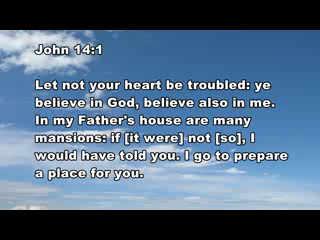 John 14:1
Let not your heart be troubled: ye
believe in God, believe also in me.
In my Father's house are many
mansions: if [it were] not [so], I
would have told you. I go to prepare
a place for you.